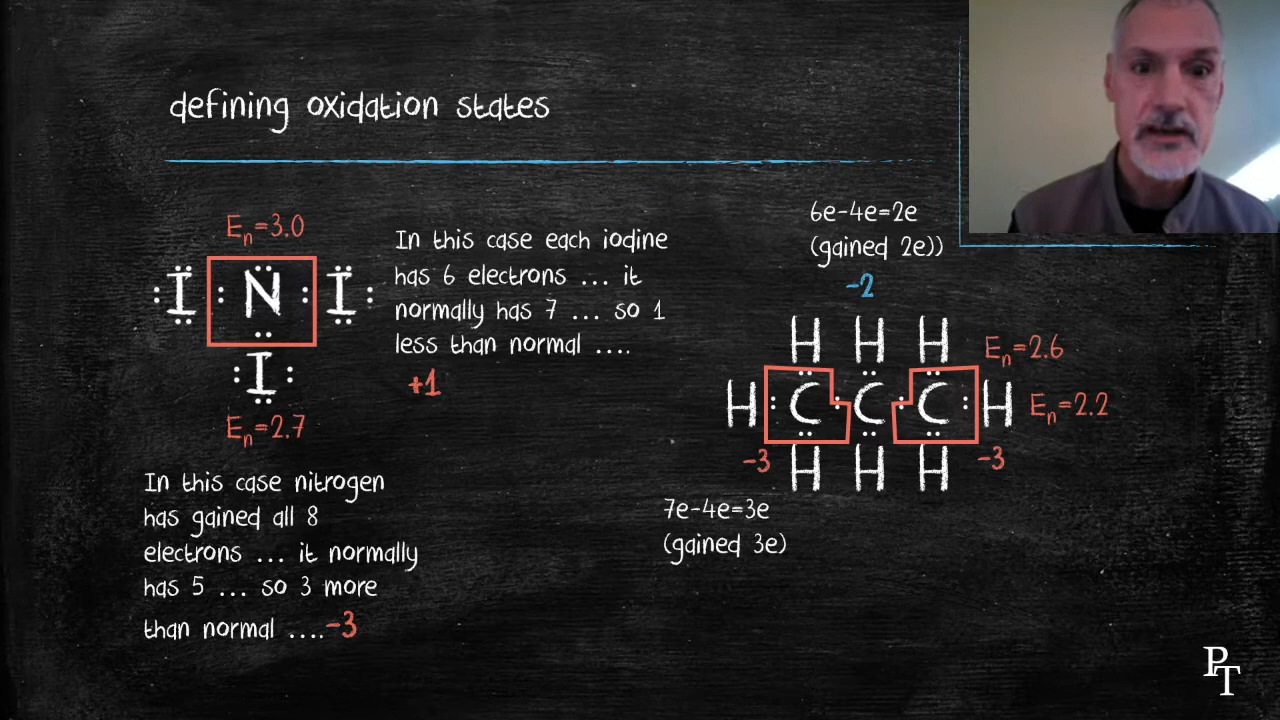 defining oxidation states
En=3.0
I N I
I
En=2.7
In this case each iodine
has 6 electrons ... it
normally has 7 ... so 1
less than normal ....
+1
In this case nitrogen
has gained all 8
electrons ... it normally
has 5 ... so 3 more
than normal ....-3
6e-4e=2e
(gained 2e))
-2
H H H
En=2.6
H C C C H
En=2.2
-3
-3
H H H
7e-4e=3e
(gained 3e)
PT